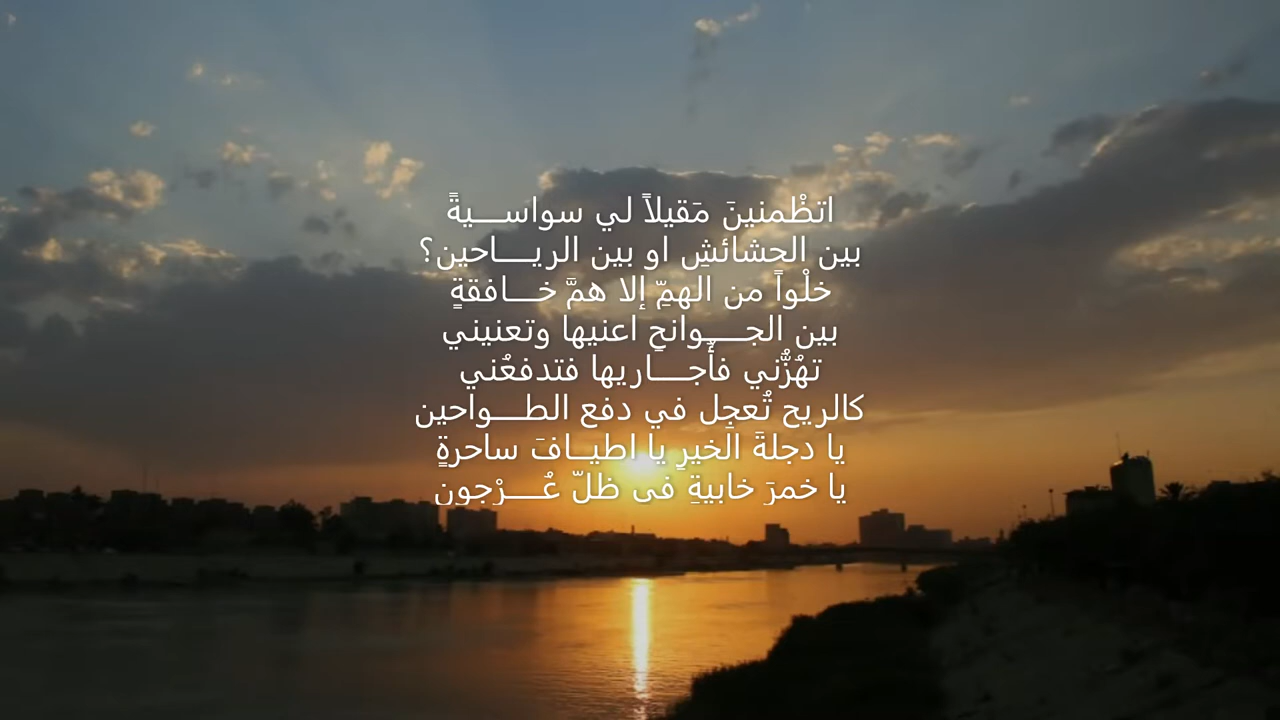 اتظْمنينَ مَقيلاً لي سواســـيةً
بين الحشائشِ او بين الريـــاحين؟
خلْواً من الهمِّ إلا همَّ خـــافقةٍ
بين الجـــوانحِ اعنيها وتعنيني
تهُزُّني فأُجـــاريها فتدفعُني
كالريح تُعجِل في دفع الطـــواحين
يا دجلةَ الخيرِ يا اطيــافَ ساحرةٍ
يا خمرَ خابيةٍ في ظلّ عُـــرْجون